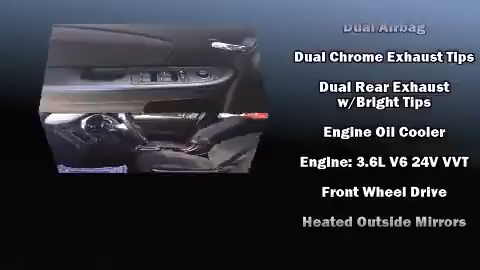 Dual Airbag
Dual Chrome Exhaust Tips
Dual Rear Exhaust
w/Bright Tips
Engine Oil Cooler
Engine: 3.6L V6 24V VVT
Front Wheel Drive
Heated Outside Mirrors